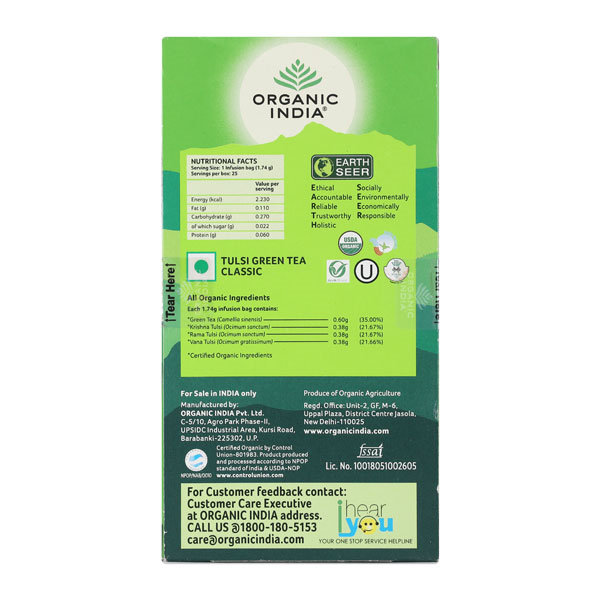 ORGANIC
INDIA®
NUTRITIONAL FACTS
Serving Size: 1 Infusion bag (1.74 g)
Servings per box: 25
Value per
serving
Energy (kcal) 2.230
Fat (g) 0.110
Carbohydrate (g) 0.270
of which sugar (g) 0.022
Protein (g) 0.060
EARTH
SEER
Ethical Socially
Accountable Environmentally
Reliable Economically
Trustworthy Responsible
Holistic
USDA
ORGANIC
U
TULSI GREEN TEA
CLASSIC
Tear Here
All Organic Ingredients
Each 1.74g infusion bag contains:
*Green Tea (Camellia sinensis) 0.60g (35.00%)
*Krishna Tulsi (Ocimum sanctum) 0.38g (21.67%)
*Rama Tulsi (Ocimum sanctum) 0.38g (21.67%)
*Vana Tulsi (Ocimum gratissimum) 0.38g (21.66%)
*Certified Organic Ingredients
For Sale in INDIA only
Manufactured by:
ORGANIC INDIA Pvt. Ltd.
C-5/10, Agro Park Phase-II,
UPSIDC Industrial Area, Kursi Road,
Barabanki-225302, U.P.
Certified Organic by Control
Union-801983. Product produced
and processed according to NPOP
standard of India & USDA-NOP
www.controlunion.com
Produce of Organic Agriculture
Regd. Office: Unit-2, GF, M-6,
Uppal Plaza, District Centre Jasola,
New Delhi-110025
www.organicindia.com
fssai
Lic. No. 10018051002605
For Customer feedback contact:
Customer Care Executive
at ORGANIC INDIA address.
CALL US @1800-180-5153
care@organicindia.com
i hear
you
YOUR ONE STOP SERVICE HELPLINE